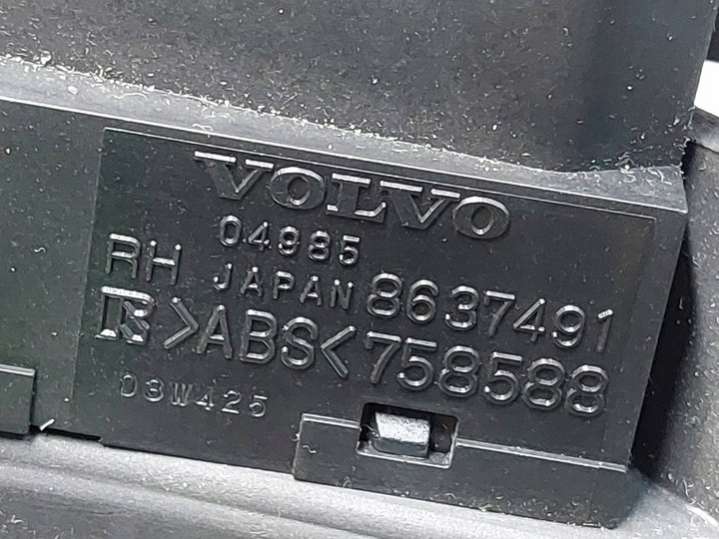 VOLVO
04985
RH JAPAN 8637491
R >ABS< 758588
03W425